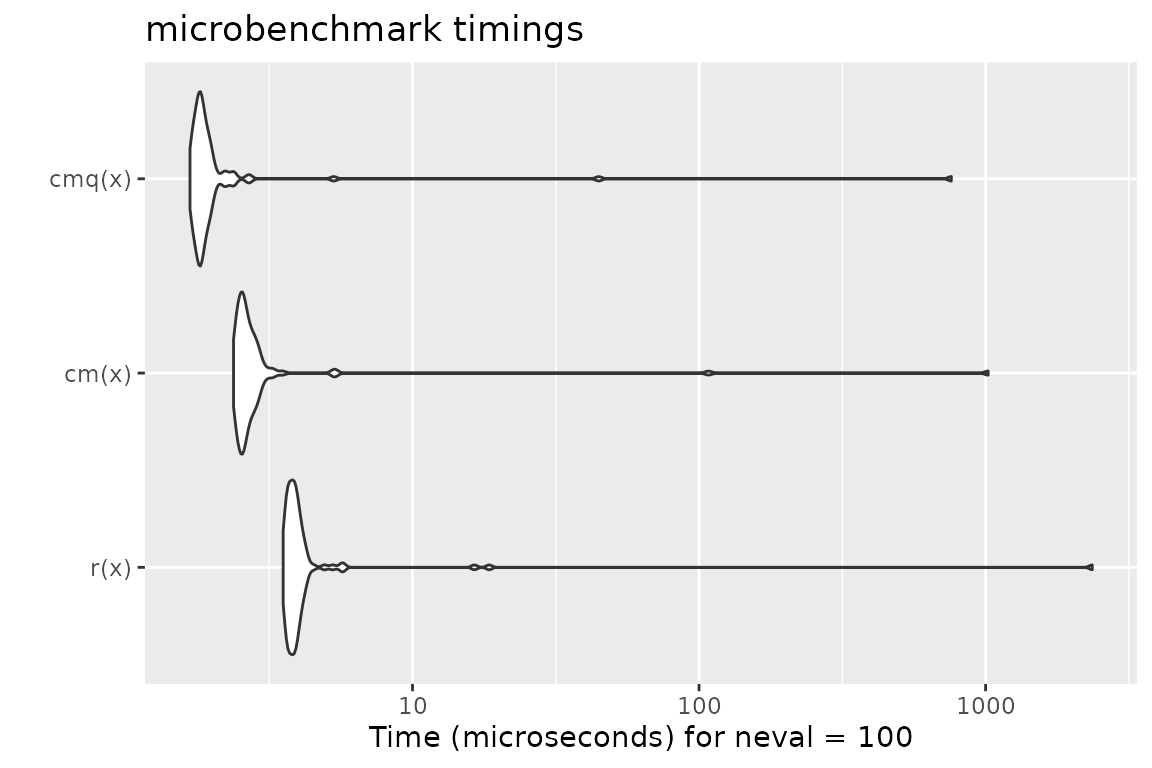 microbenchmark timings
cmq(x)
cm(x)
r(x)
10 100 1000
Time (microseconds) for neval = 100